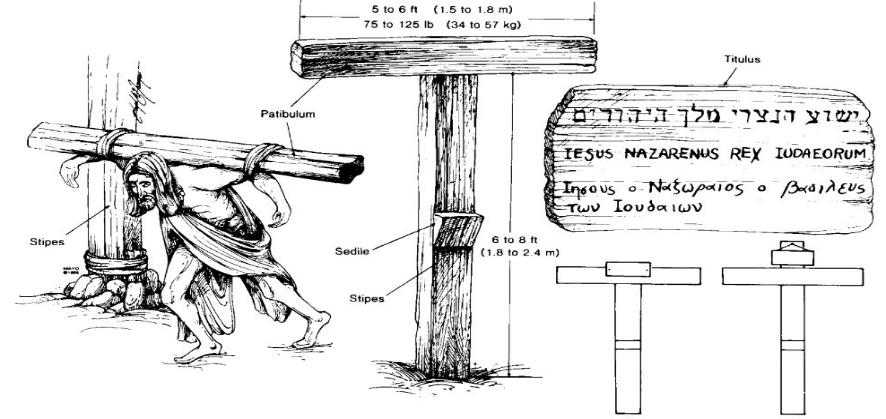 5 to 6 ft (1.5 to 1.8 m)
75 to 125 lb (34 to 57 kg)
Patibulum
Stipes
MAYO
Sedile
Stipes
6 to 8 ft
(1.8 to 2.4 m)
Titulus
ישוע הנצרי מלך היהודים
IESUS NAZARENUS REX IUDAEORUM
Ιησους ο Ναξωραιος ο βασιλευς
των Ιουδαιων